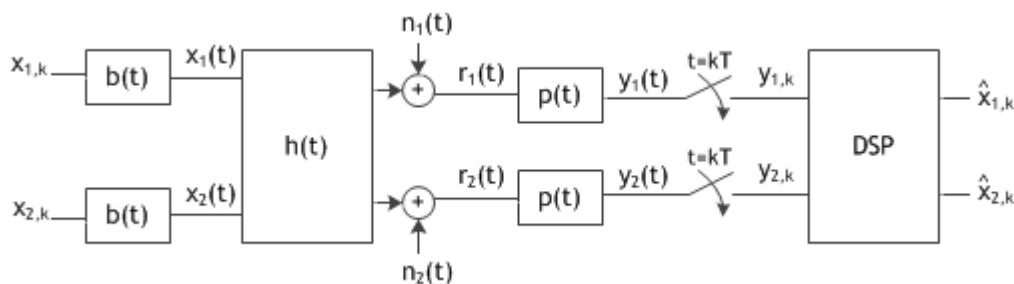 n₁(t)
x₁,ₖ b(t) x₁(t) r₁(t) p(t) y₁(t) t=kT y₁,ₖ x̂₁,ₖ
+
h(t) DSP
x₂,ₖ b(t) x₂(t) r₂(t) p(t) y₂(t) t=kT y₂,ₖ x̂₂,ₖ
+
n₂(t)